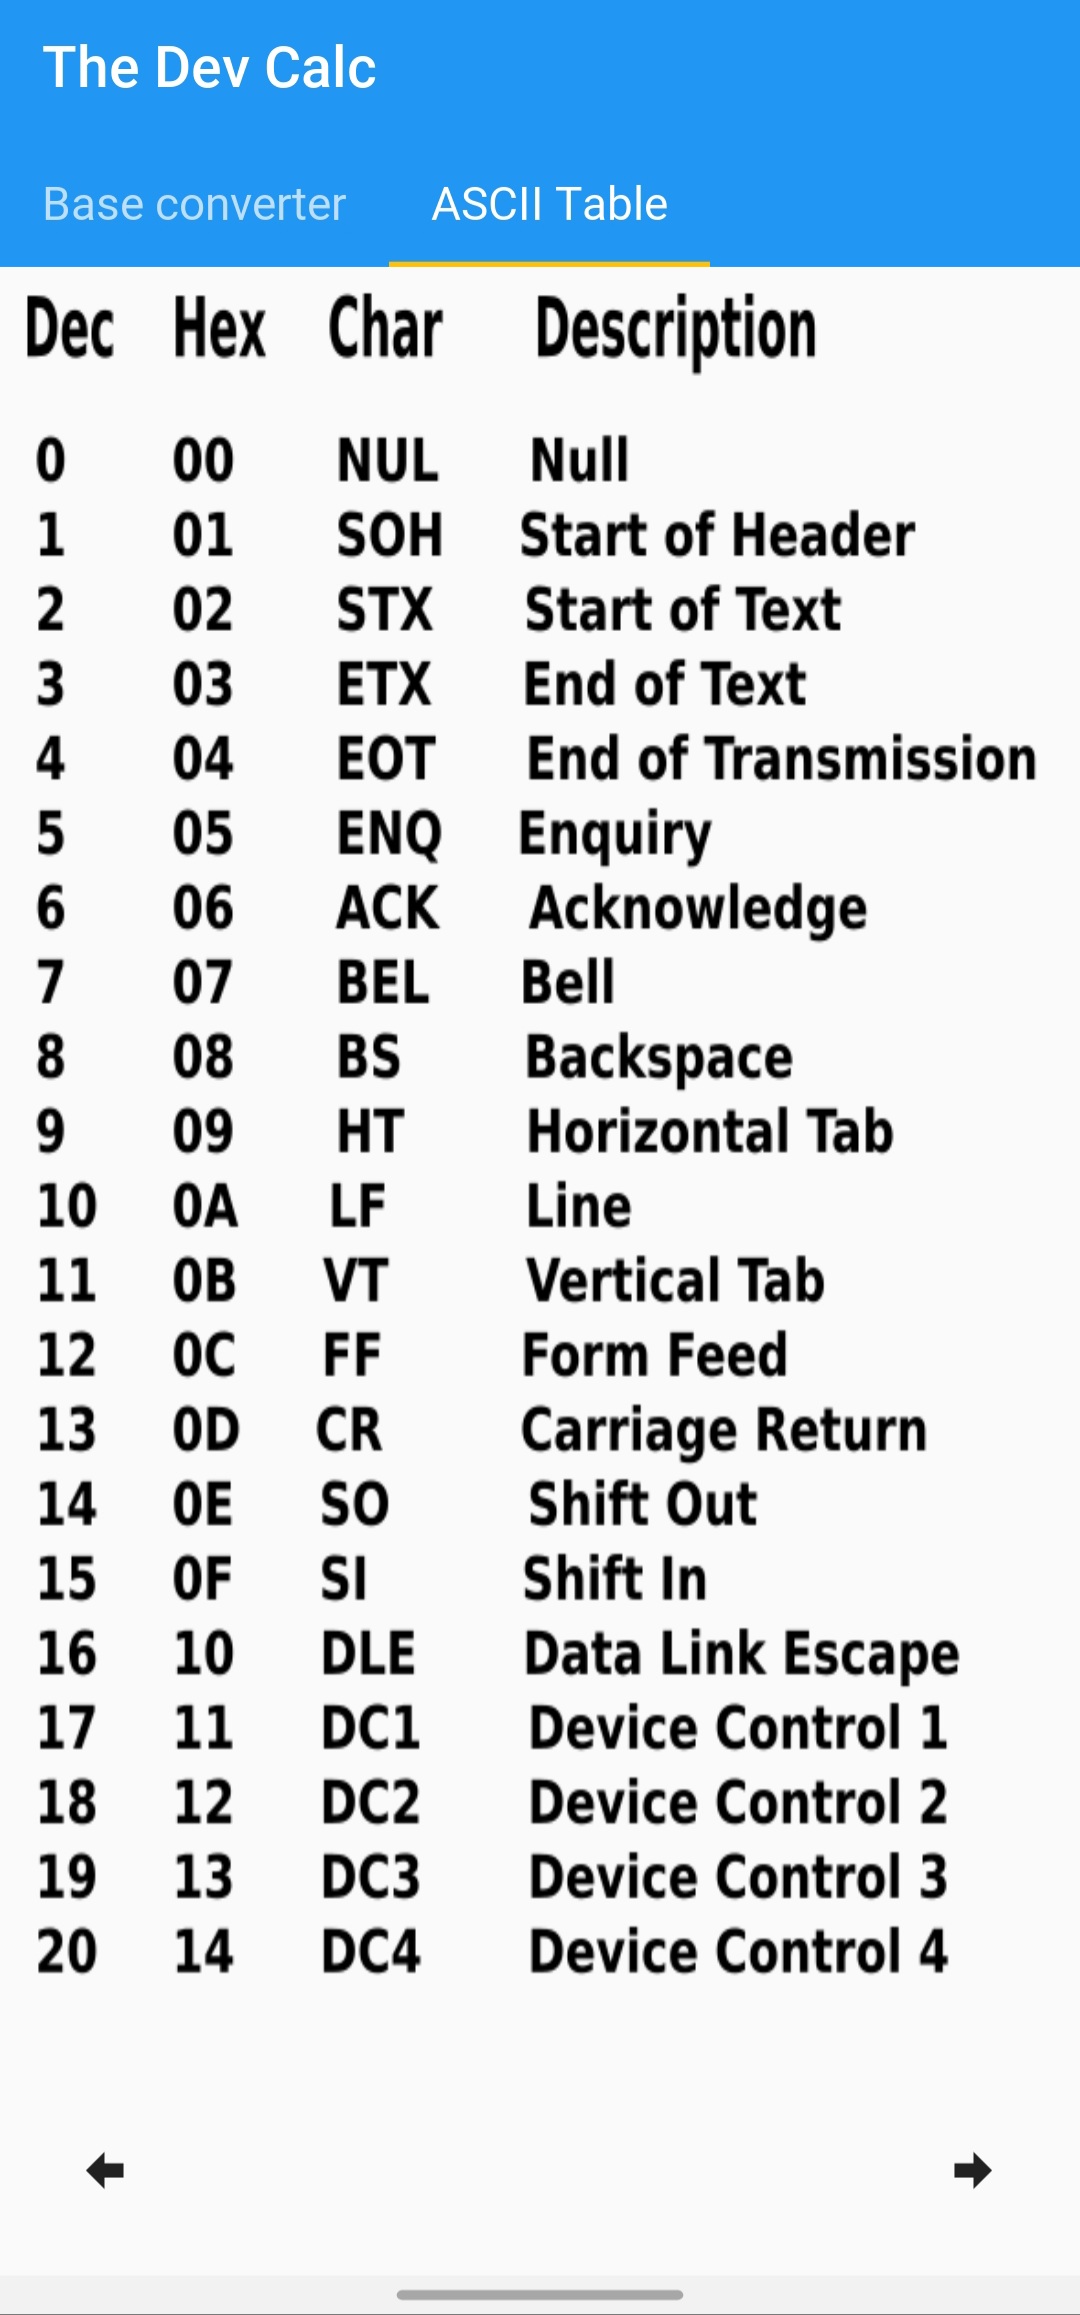 The Dev Calc
Base converter ASCII Table
Dec Hex Char Description
0 00 NUL Null
1 01 SOH Start of Header
2 02 STX Start of Text
3 03 ETX End of Text
4 04 EOT End of Transmission
5 05 ENQ Enquiry
6 06 ACK Acknowledge
7 07 BEL Bell
8 08 BS Backspace
9 09 HT Horizontal Tab
10 0A LF Line
11 0B VT Vertical Tab
12 0C FF Form Feed
13 0D CR Carriage Return
14 0E SO Shift Out
15 0F SI Shift In
16 10 DLE Data Link Escape
17 11 DC1 Device Control 1
18 12 DC2 Device Control 2
19 13 DC3 Device Control 3
20 14 DC4 Device Control 4